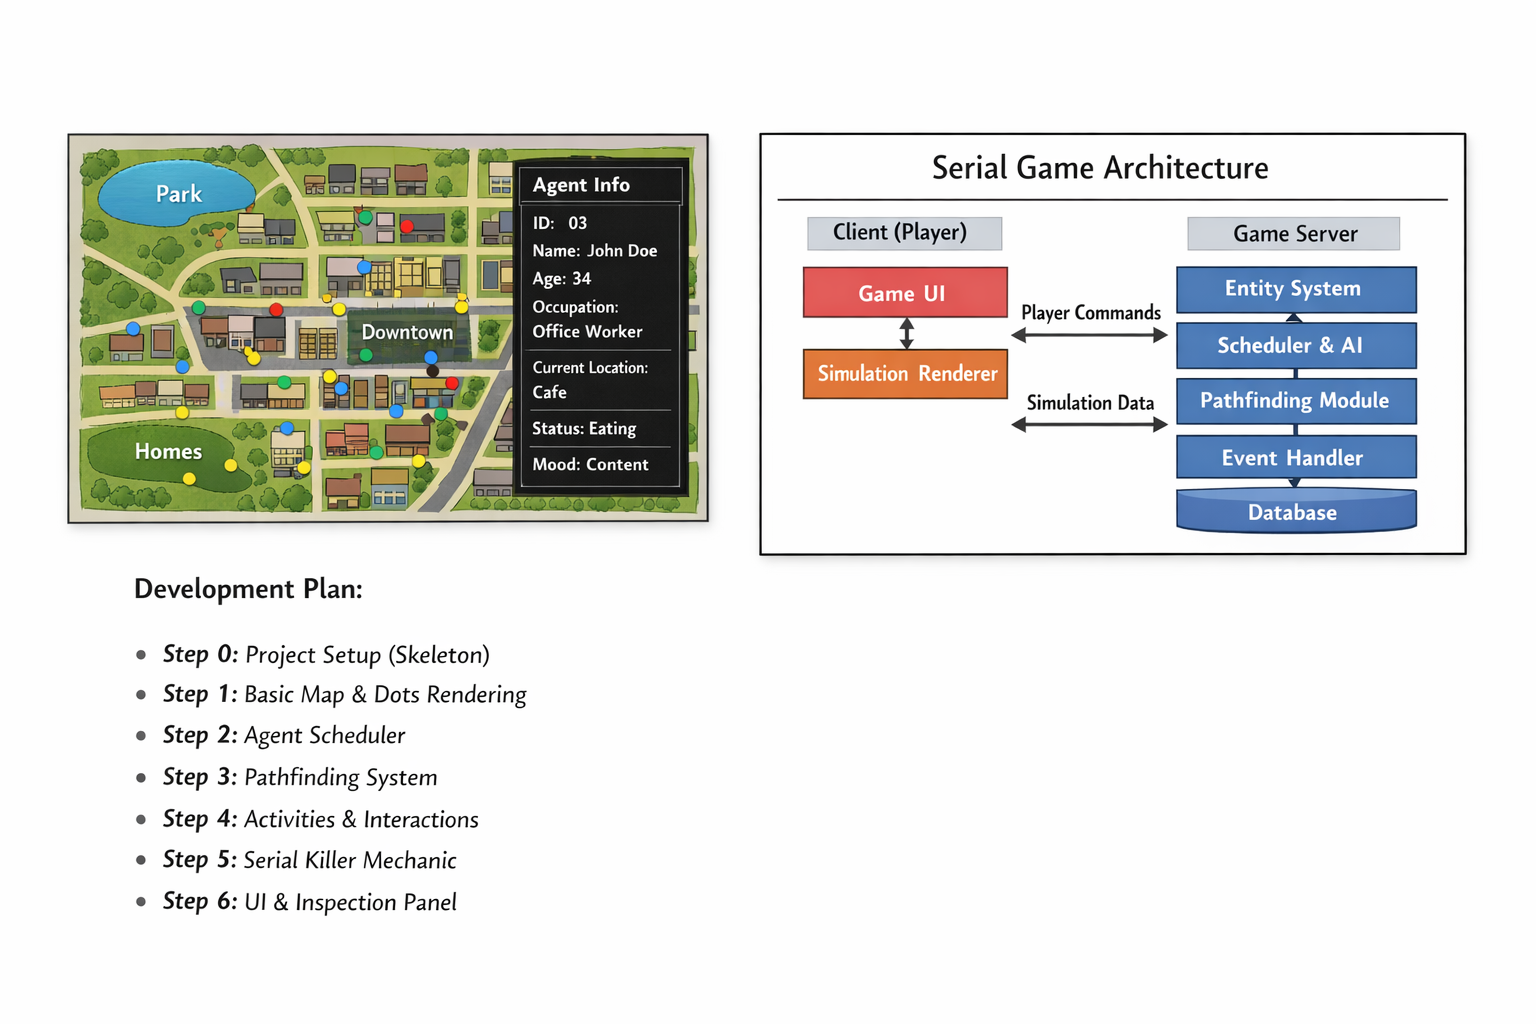 Park
Downtown
Homes
Agent Info
ID: 03
Name: John Doe
Age: 34
Occupation:
Office Worker
Current Location:
Cafe
Status: Eating
Mood: Content
Serial Game Architecture
Client (Player)
Game Server
Game UI
Simulation Renderer
Player Commands
Simulation Data
Entity System
Scheduler & AI
Pathfinding Module
Event Handler
Database
Development Plan:
• Step 0: Project Setup (Skeleton)
• Step 1: Basic Map & Dots Rendering
• Step 2: Agent Scheduler
• Step 3: Pathfinding System
• Step 4: Activities & Interactions
• Step 5: Serial Killer Mechanic
• Step 6: UI & Inspection Panel